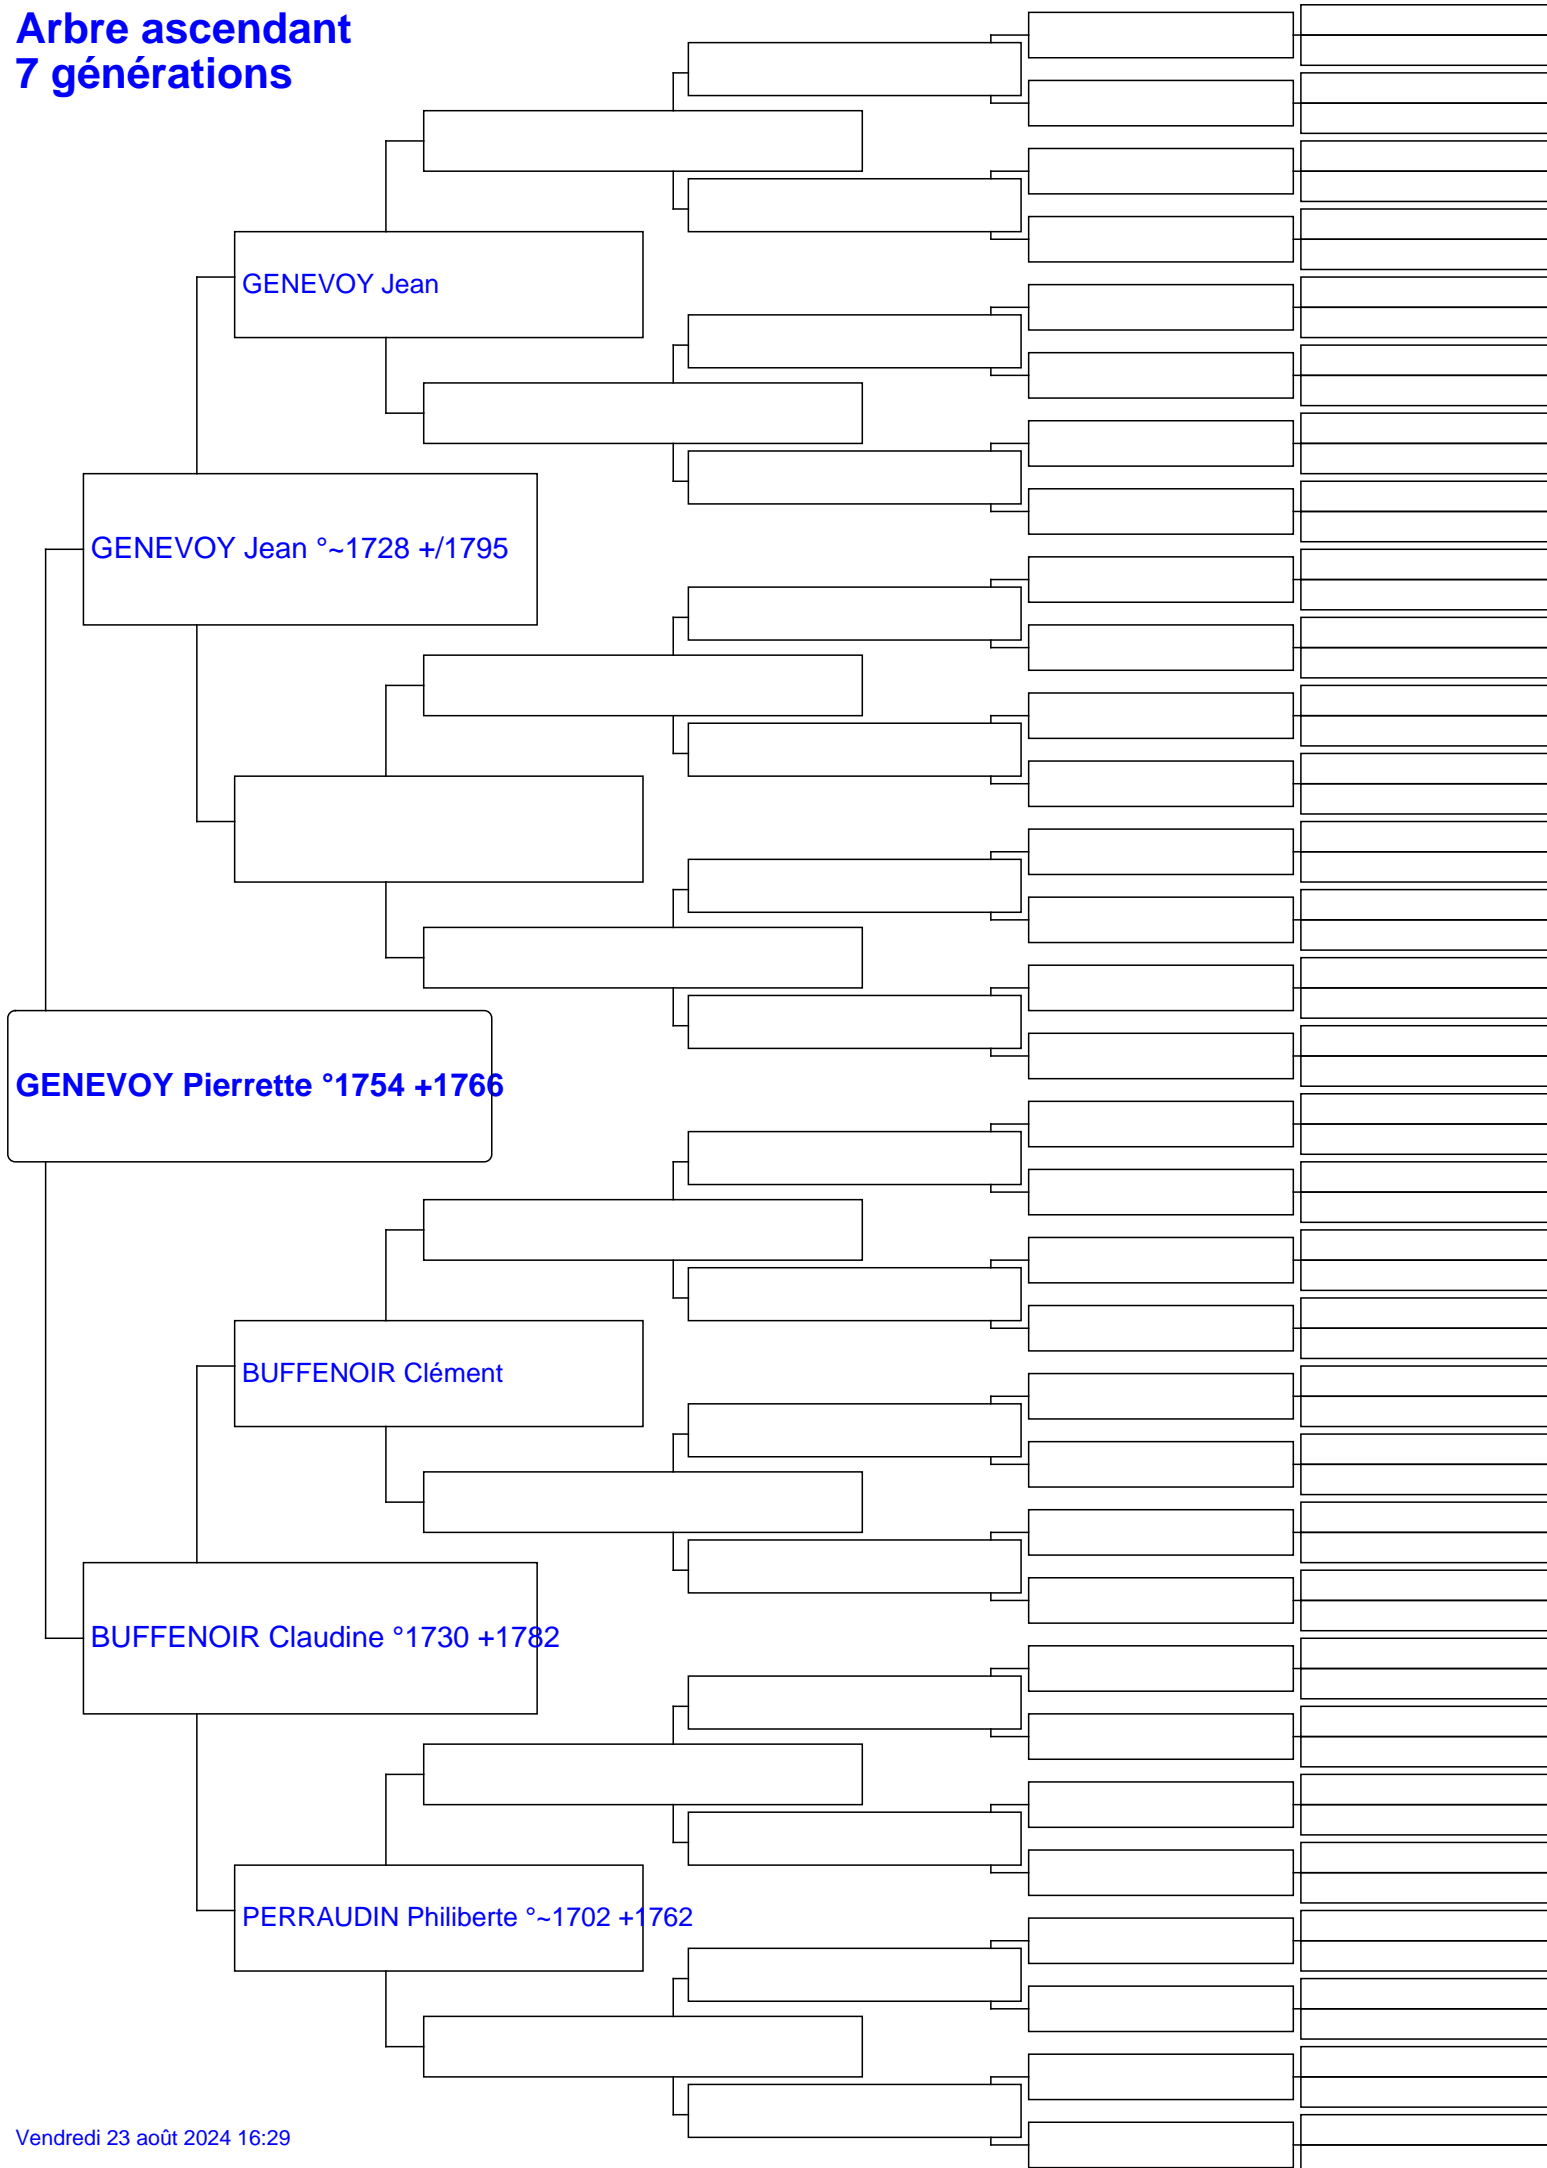 Arbre ascendant
7 générations
GENEVOY Jean
GENEVOY Jean °~1728 +/1795
GENEVOY Pierrette °1754 +1766
BUFFENOIR Clément
BUFFENOIR Claudine °1730 +1782
PERRAUDIN Philiberte °~1702 +1762
Vendredi 23 août 2024 16:29